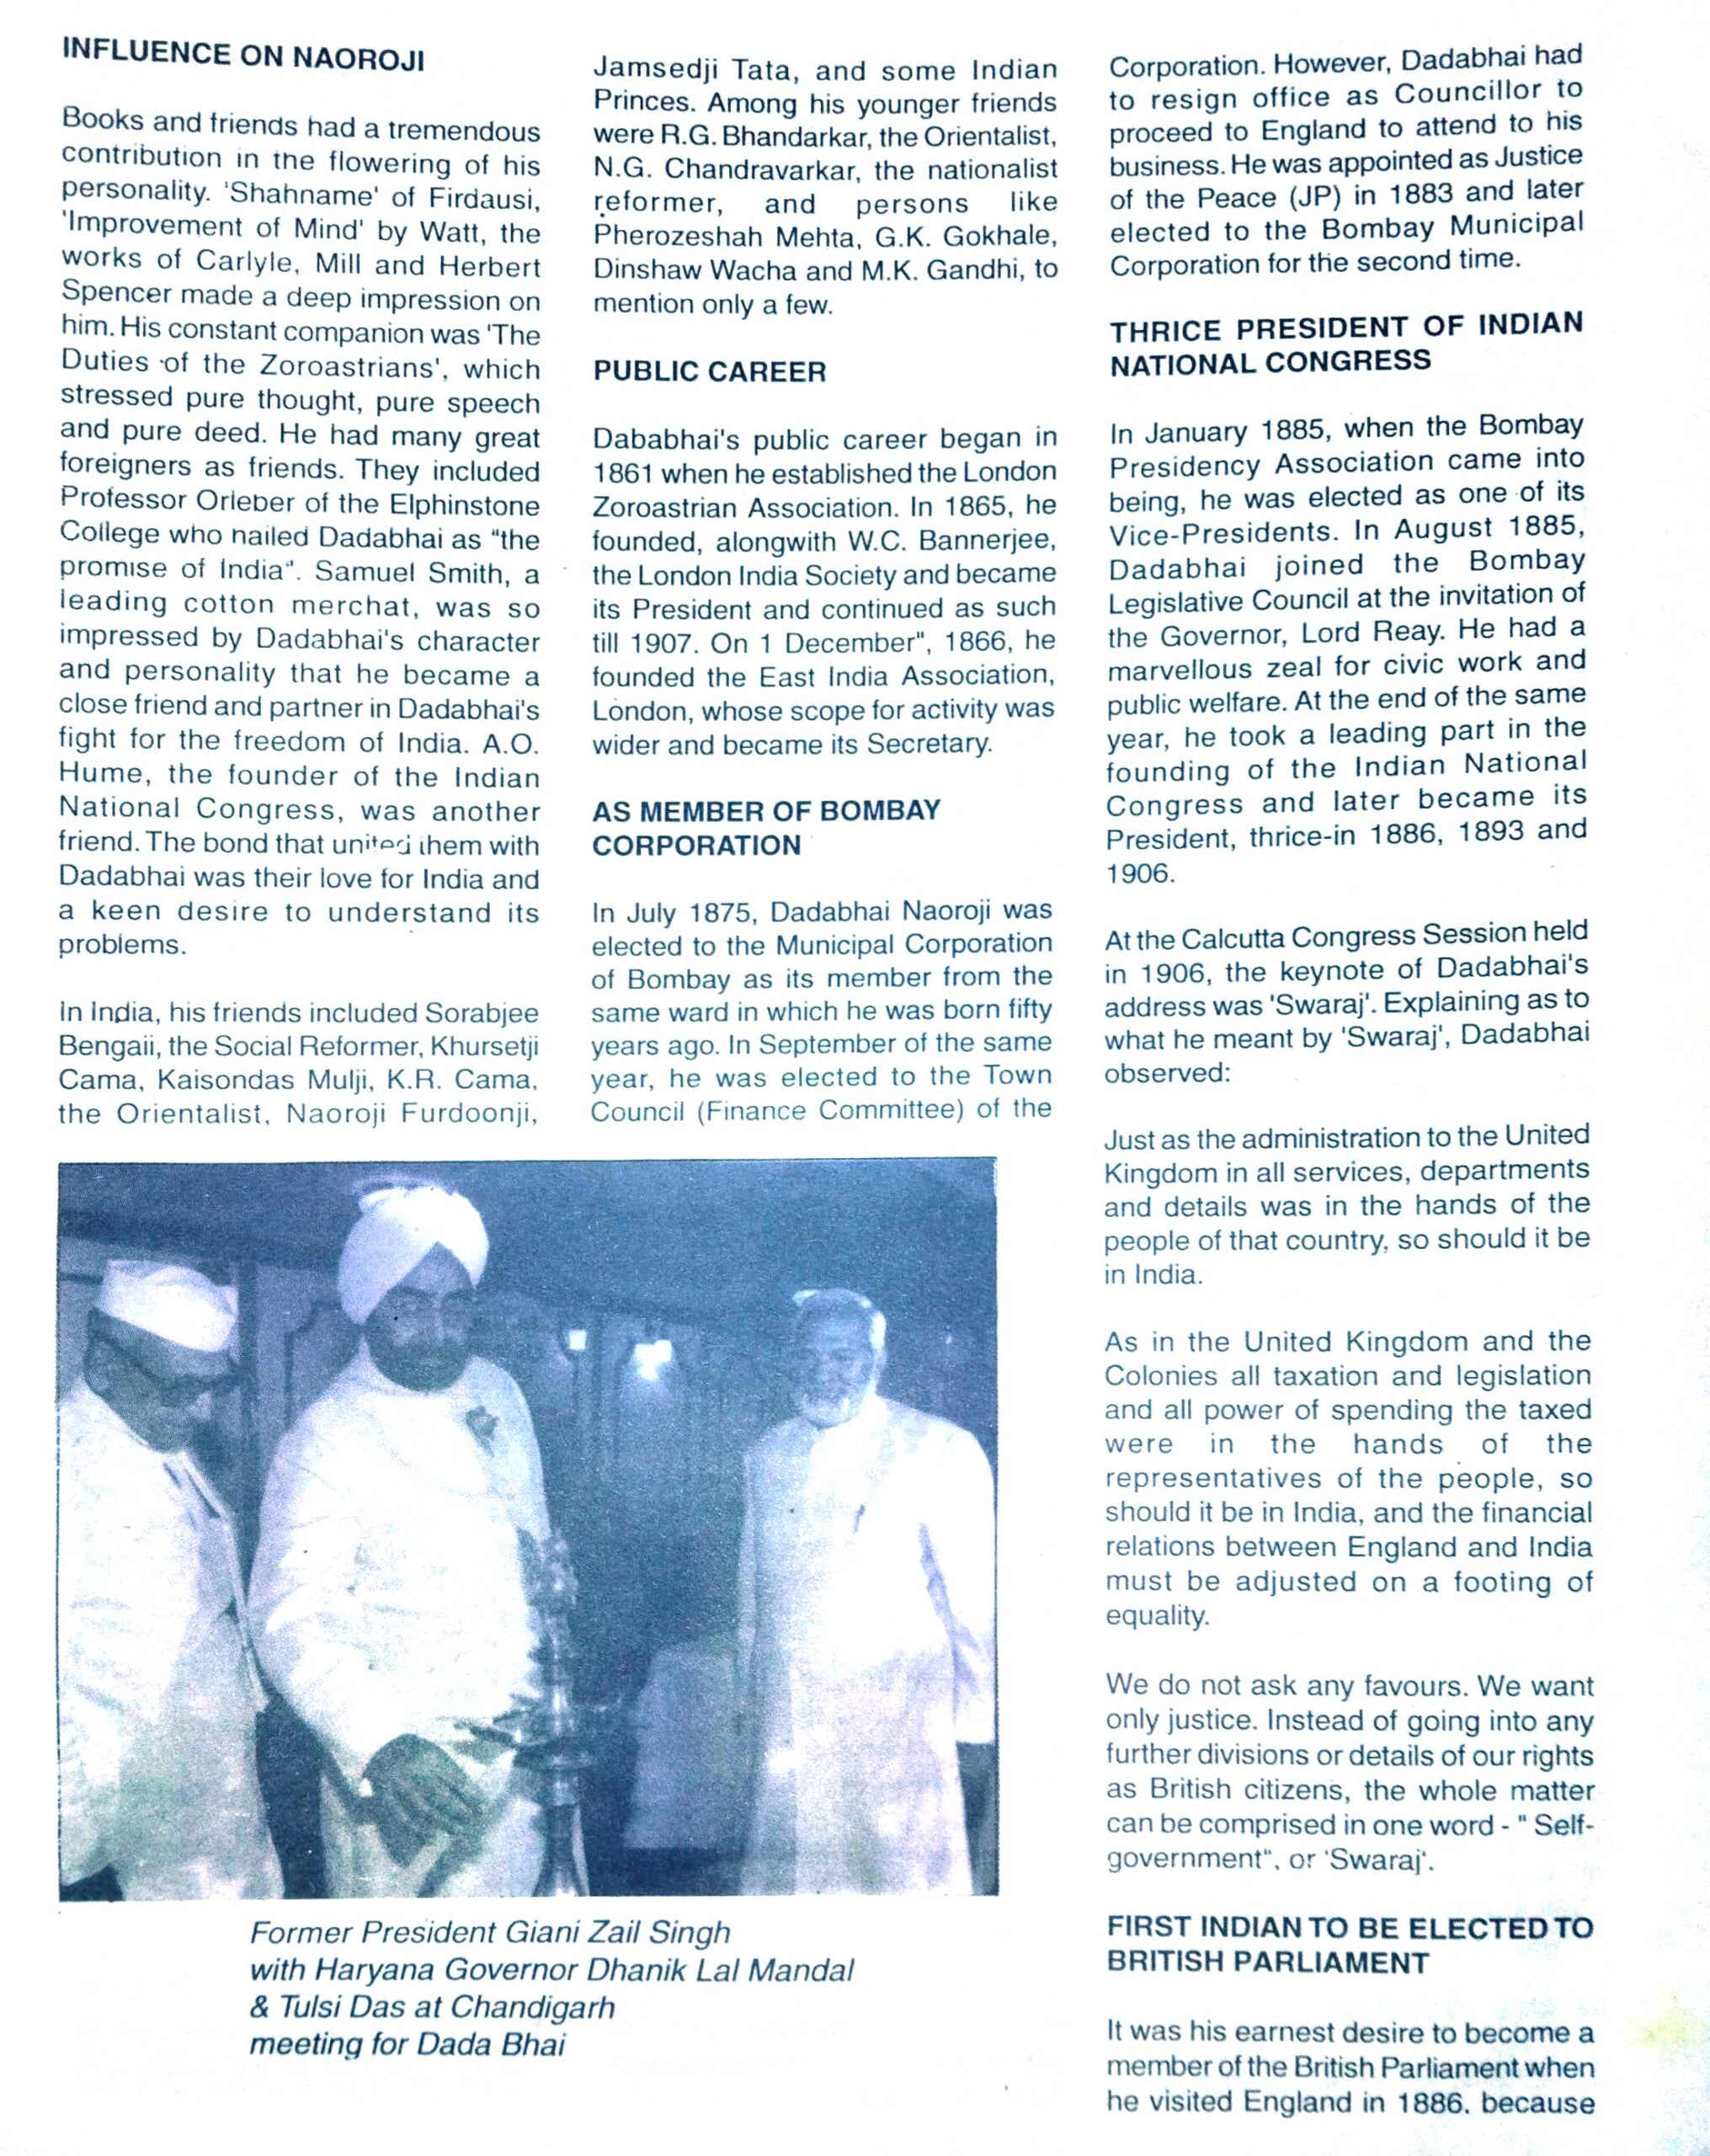 INFLUENCE ON NAOROJI
Books and friends had a tremendous
contribution in the flowering of his
personality. 'Shahname' of Firdausi,
'Improvement of Mind' by Watt, the
works of Carlyle, Mill and Herbert
Spencer made a deep impression on
him. His constant companion was 'The
Duties of the Zoroastrians', which
stressed pure thought, pure speech
and pure deed. He had many great
foreigners as friends. They included
Professor Orleber of the Elphinstone
College who nailed Dadabhai as "the
promise of India". Samuel Smith, a
leading cotton merchat, was so
impressed by Dadabhai's character
and personality that he became a
close friend and partner in Dadabhai's
fight for the freedom of India. A.O.
Hume, the founder of the Indian
National Congress, was another
friend. The bond that united them with
Dadabhai was their love for India and
a keen desire to understand its
problems.
In India, his friends included Sorabjee
Bengaii, the Social Reformer, Khursetji
Cama, Kaisondas Mulji, K.R. Cama,
the Orientalist, Naoroji Furdoonji,
Jamsedji Tata, and some Indian
Princes. Among his younger friends
were R.G. Bhandarkar, the Orientalist,
N.G. Chandravarkar, the nationalist
reformer, and persons like
Pherozeshah Mehta, G.K. Gokhale,
Dinshaw Wacha and M.K. Gandhi, to
mention only a few.
PUBLIC CAREER
Dababhai's public career began in
1861 when he established the London
Zoroastrian Association. In 1865, he
founded, alongwith W.C. Bannerjee,
the London India Society and became
its President and continued as such
till 1907. On 1 December", 1866, he
founded the East India Association,
London, whose scope for activity was
wider and became its Secretary.
AS MEMBER OF BOMBAY
CORPORATION
In July 1875, Dadabhai Naoroji was
elected to the Municipal Corporation
of Bombay as its member from the
same ward in which he was born fifty
years ago. In September of the same
year, he was elected to the Town
Council (Finance Committee) of the
Corporation. However, Dadabhai had
to resign office as Councillor to
proceed to England to attend to his
business. He was appointed as Justice
of the Peace (JP) in 1883 and later
elected to the Bombay Municipal
Corporation for the second time.
THRICE PRESIDENT OF INDIAN
NATIONAL CONGRESS
In January 1885, when the Bombay
Presidency Association came into
being, he was elected as one of its
Vice-Presidents. In August 1885,
Dadabhai joined the Bombay
Legislative Council at the invitation of
the Governor, Lord Reay. He had a
marvellous zeal for civic work and
public welfare. At the end of the same
year, he took a leading part in the
founding of the Indian National
Congress and later became its
President, thrice-in 1886, 1893 and
1906.
At the Calcutta Congress Session held
in 1906, the keynote of Dadabhai's
address was 'Swaraj'. Explaining as to
what he meant by 'Swaraj', Dadabhai
observed:
Just as the administration to the United
Kingdom in all services, departments
and details was in the hands of the
people of that country, so should it be
in India.
As in the United Kingdom and the
Colonies all taxation and legislation
and all power of spending the taxed
were in the hands of the
representatives of the people, so
should it be in India, and the financial
relations between England and India
must be adjusted on a footing of
equality.
We do not ask any favours. We want
only justice. Instead of going into any
further divisions or details of our rights
as British citizens, the whole matter
can be comprised in one word - " Self-
government", or 'Swaraj'.
FIRST INDIAN TO BE ELECTED TO
BRITISH PARLIAMENT
It was his earnest desire to become a
member of the British Parliament when
he visited England in 1886. because
Former President Giani Zail Singh
with Haryana Governor Dhanik Lal Mandal
& Tulsi Das at Chandigarh
meeting for Dada Bhai